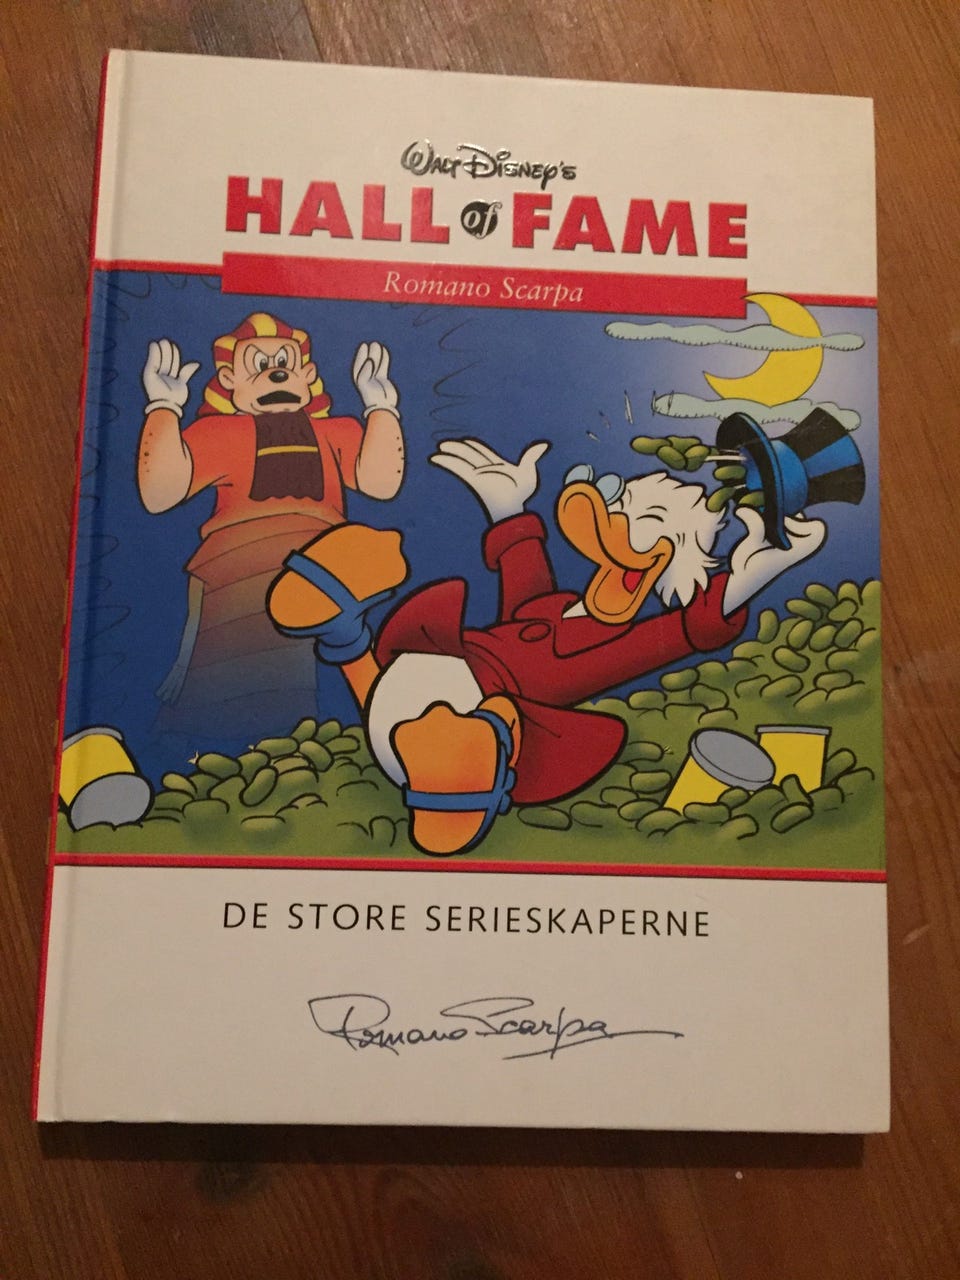 WALT DISNEY'S
HALL of FAME
Romano Scarpa
DE STORE SERIESKAPERNE
Romano Scarpa